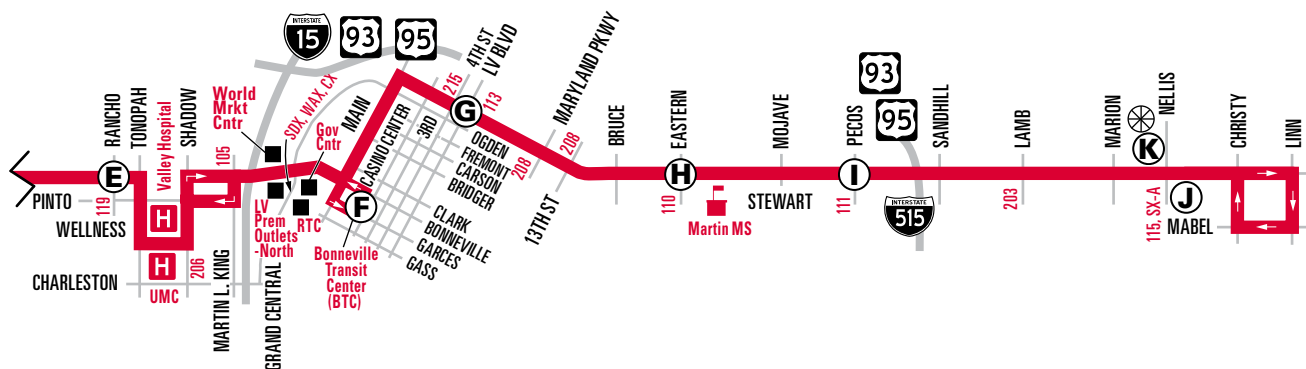 INTERSTATE
15
93
95
4TH ST
LV BLVD
215
G
113
MARYLAND PKWY
208
208
13TH ST
World
Mrkt
Cntr
SDX, WAX, CX
MAIN
Gov
Cntr
CASINO CENTER
3RD
OGDEN
FREMONT
CARSON
BRIDGER
CLARK
BONNEVILLE
GARCES
GASS
RANCHO
TONOPAH
Valley Hospital
SHADOW
105
E
119
PINTO
WELLNESS
H
H
UMC
206
CHARLESTON
MARTIN L. KING
GRAND CENTRAL
LV
Prem
Outlets
-North
RTC
F
Bonneville
Transit
Center
(BTC)
BRUCE
EASTERN
H
110
Martin MS
MOJAVE
STEWART
PECOS
I
111
93
95
INTERSTATE
515
SANDHILL
LAMB
203
MARION
NELLIS
K
J
115, SX-A
MABEL
CHRISTY
LINN